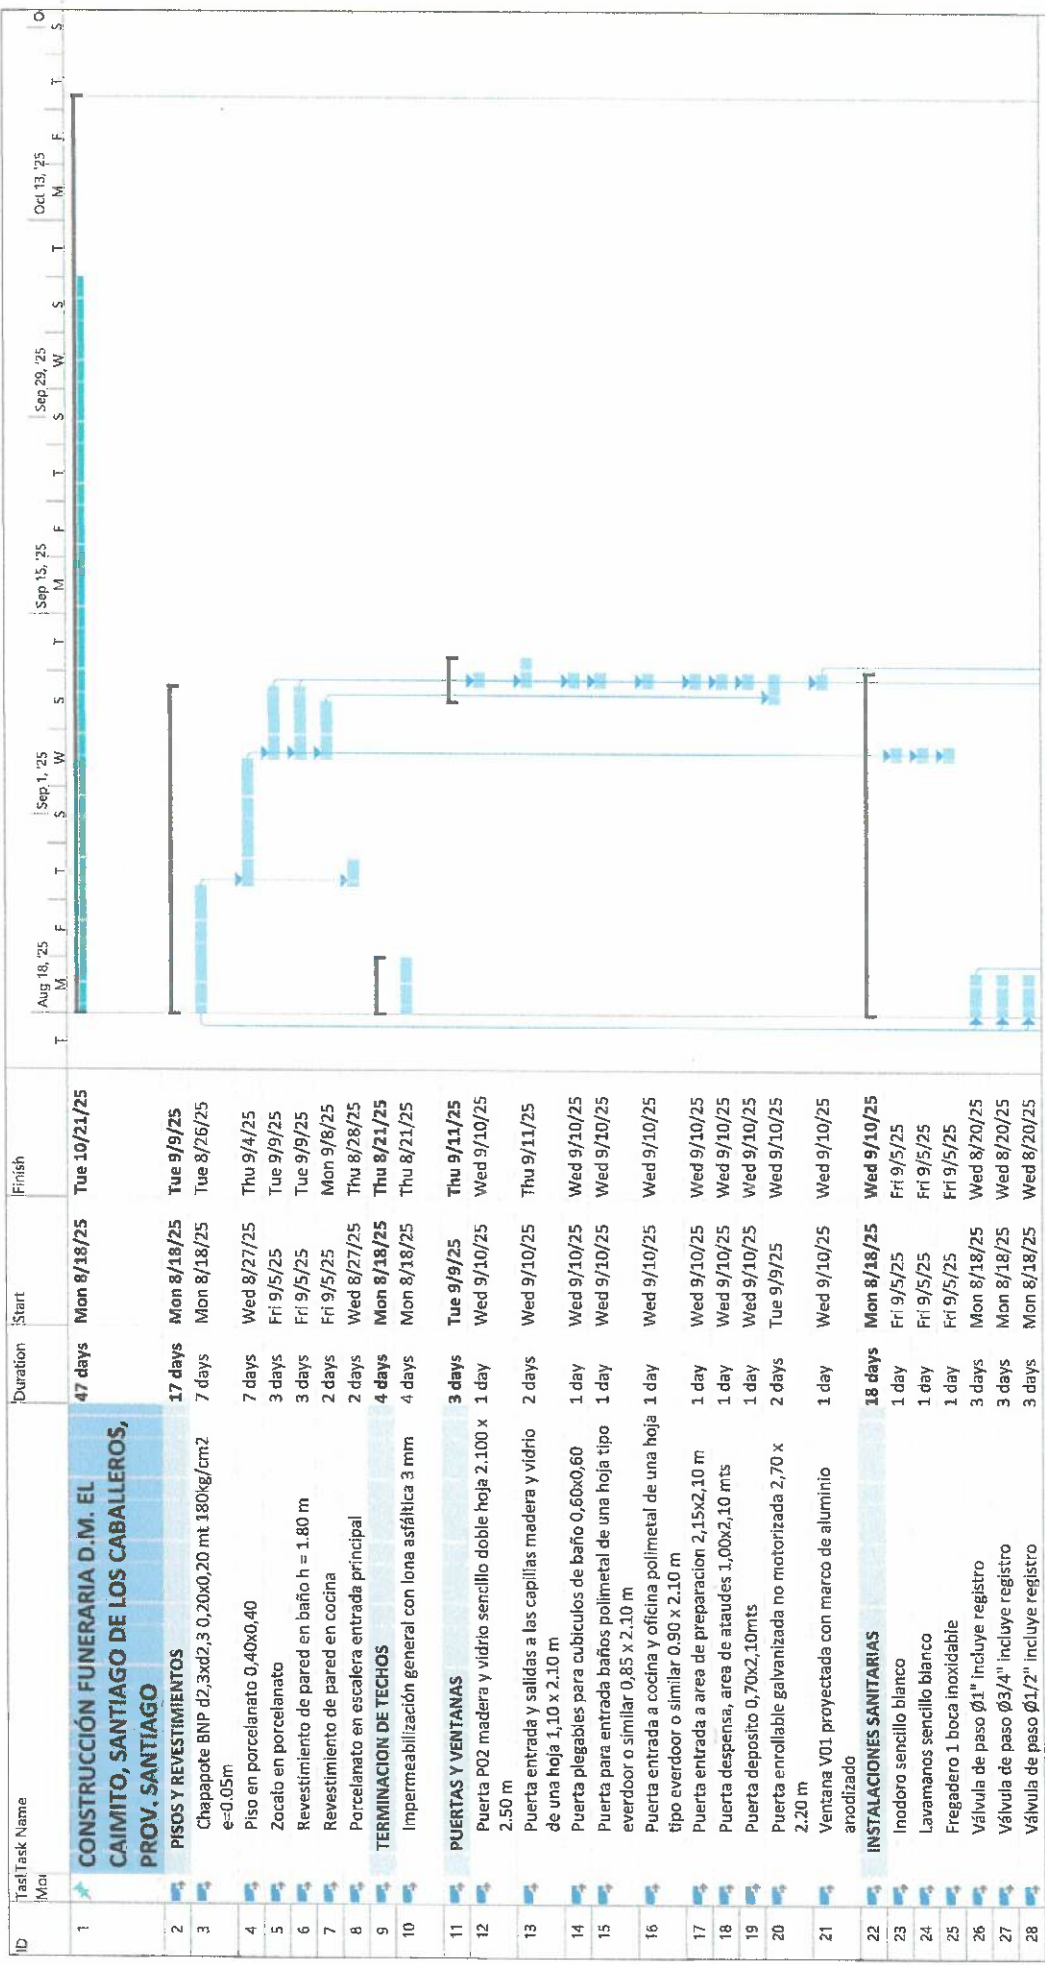 ID Task Mod Task Name Duration Start Finish
T Aug 18, '25 M F T S Sep 1, '25 W S T Sep 15, '25 M F T S Sep 29, '25 W S T Oct 13, '25 M F T S
1 CONSTRUCCIÓN FUNERARIA D.M. EL 47 days Mon 8/18/25 Tue 10/21/25
CAIMITO, SANTIAGO DE LOS CABALLEROS,
PROV. SANTIAGO
2 PISOS Y REVESTIMIENTOS 17 days Mon 8/18/25 Tue 9/9/25
3 Chapapote BNP d2,3xd2,3 0,20x0,20 mt 180kg/cm2 7 days Mon 8/18/25 Tue 8/26/25
e=0.05m
4 Piso en porcelanato 0,40x0,40 7 days Wed 8/27/25 Thu 9/4/25
5 Zocato en porcelanato 3 days Fri 9/5/25 Tue 9/9/25
6 Revestimiento de pared en baño h = 1.80 m 3 days Fri 9/5/25 Tue 9/9/25
7 Revestimiento de pared en cocina 2 days Fri 9/5/25 Mon 9/8/25
8 Porcelanato en escalera entrada principal 2 days Wed 8/27/25 Thu 8/28/25
9 TERMINACION DE TECHOS 4 days Mon 8/18/25 Thu 8/21/25
10 Impermeabilización general con lona asfáltica 3 mm 4 days Mon 8/18/25 Thu 8/21/25
11 PUERTAS Y VENTANAS 3 days Tue 9/9/25 Thu 9/11/25
12 Puerta P02 madera y vidrio sencillo doble hoja 2.100 x 1 day Wed 9/10/25 Wed 9/10/25
2.50 m
13 Puerta entrada y salidas a las capillas madera y vidrio 2 days Wed 9/10/25 Thu 9/11/25
de una hoja 1,10 x 2.10 m
14 Puerta plegables para cubiculos de baño 0,60x0,60 1 day Wed 9/10/25 Wed 9/10/25
15 Puerta para entrada baños polimetal de una hoja tipo 1 day Wed 9/10/25 Wed 9/10/25
everdoor o similar 0,85 x 2.10 m
16 Puerta entrada a cocina y oficina polimetal de una hoja 1 day Wed 9/10/25 Wed 9/10/25
tipo everdoor o similar 0.90 x 2.10 m
17 Puerta entrada a area de preparacion 2,15x2,10 m 1 day Wed 9/10/25 Wed 9/10/25
18 Puerta despensa, area de ataudes 1,00x2,10 mts 1 day Wed 9/10/25 Wed 9/10/25
19 Puerta deposito 0,70x2,10mts 1 day Wed 9/10/25 Wed 9/10/25
20 Puerta enrollable galvanizada no motorizada 2,70 x 2 days Tue 9/9/25 Wed 9/10/25
2.20 m
21 Ventana V01 proyectada con marco de aluminio 1 day Wed 9/10/25 Wed 9/10/25
anodizado
22 INSTALACIONES SANITARIAS 18 days Mon 8/18/25 Wed 9/10/25
23 Inodoro sencillo blanco 1 day Fri 9/5/25 Fri 9/5/25
24 Lavamanos sencillo blanco 1 day Fri 9/5/25 Fri 9/5/25
25 Fregadero 1 boca inoxidable 1 day Fri 9/5/25 Fri 9/5/25
26 Válvula de paso Ø1" incluye registro 3 days Mon 8/18/25 Wed 8/20/25
27 Válvula de paso Ø3/4" incluye registro 3 days Mon 8/18/25 Wed 8/20/25
28 Válvula de paso Ø1/2" incluye registro 3 days Mon 8/18/25 Wed 8/20/25